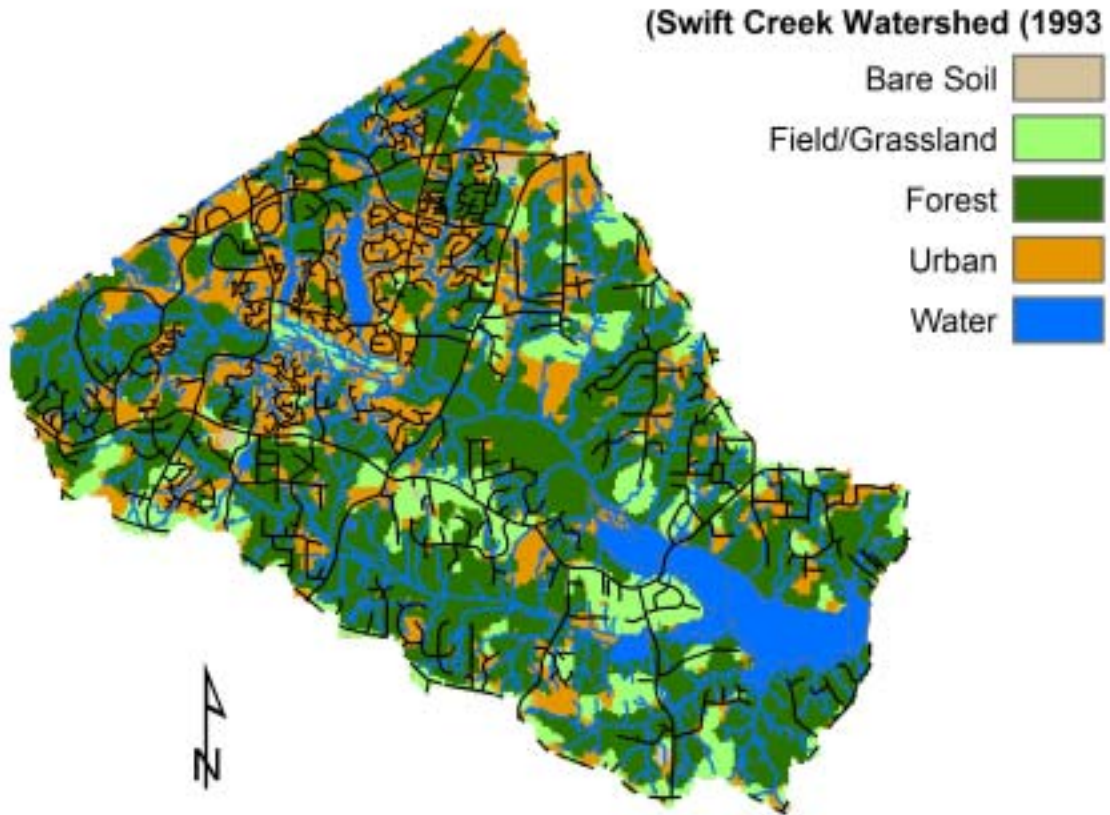 (Swift Creek Watershed (1993
Bare Soil
Field/Grassland
Forest
Urban
Water
N